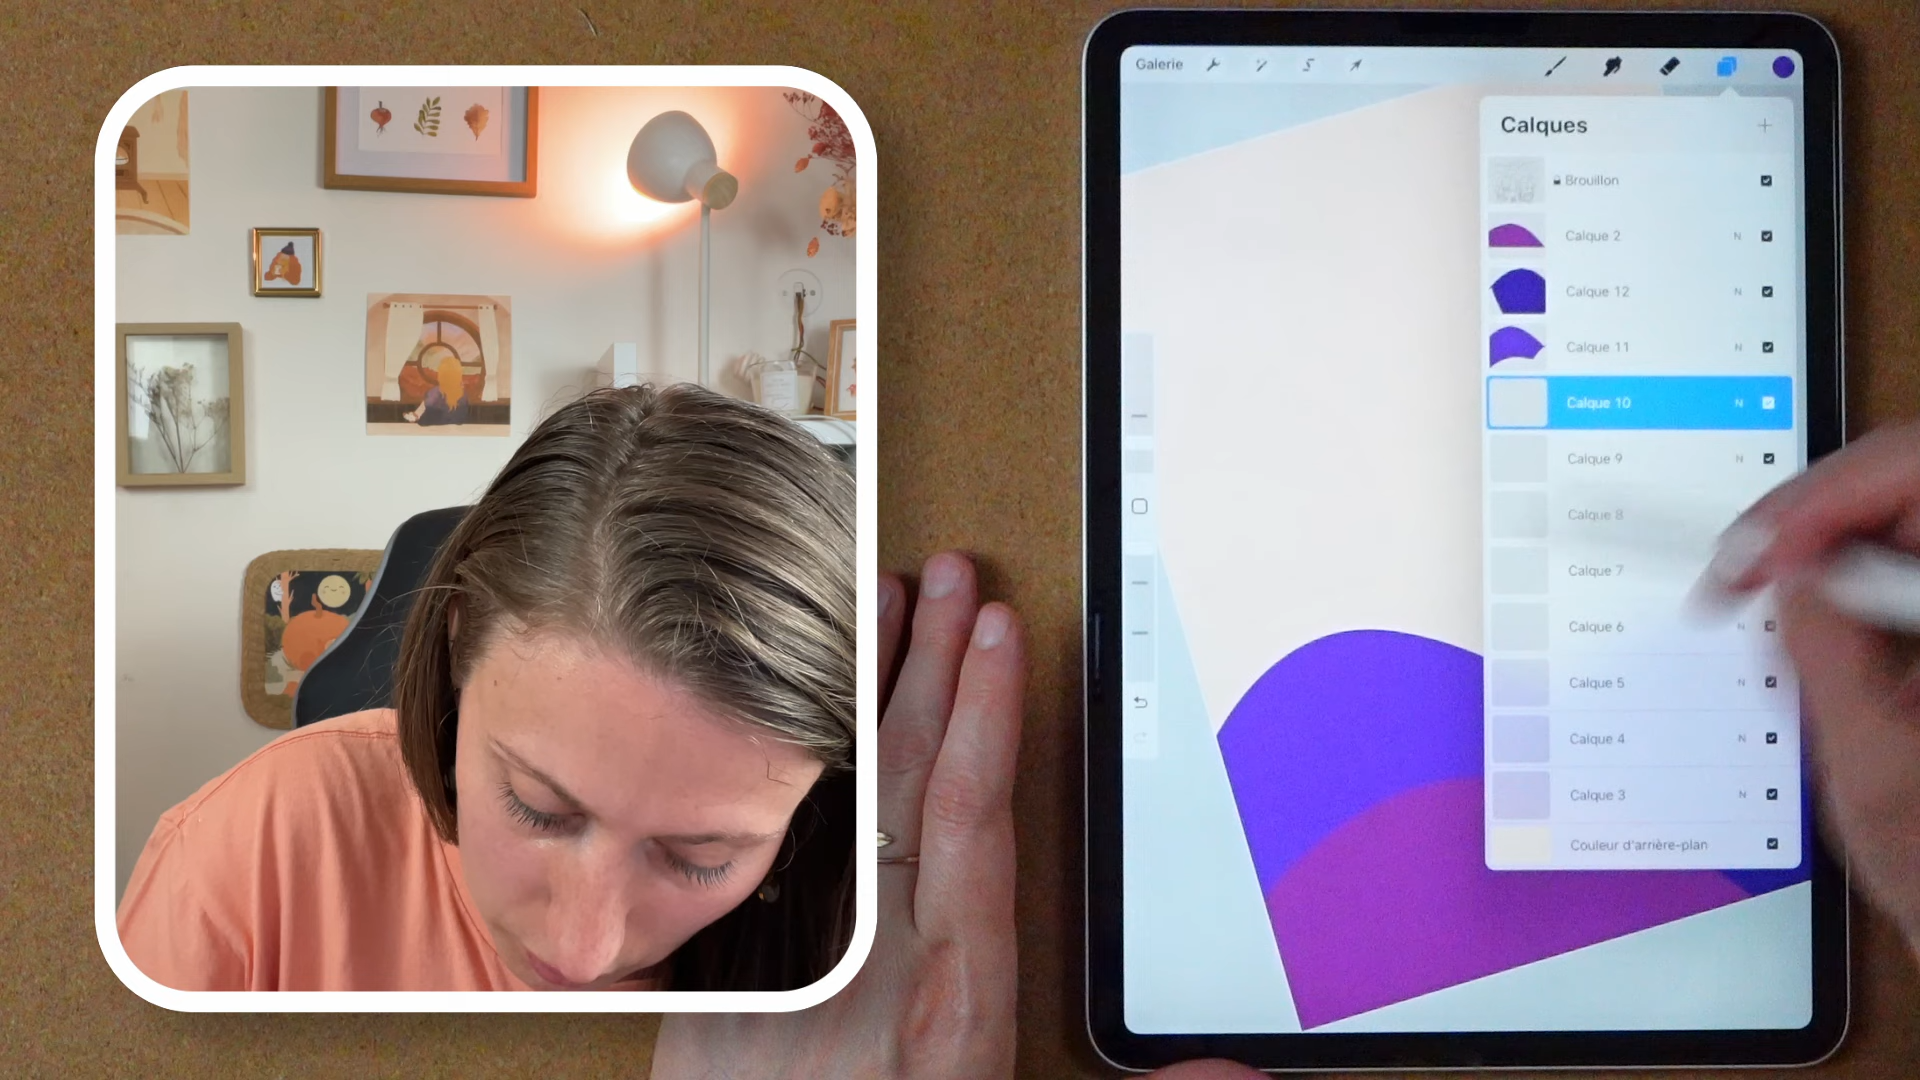 Galerie
Calques
Brouillon
Calque 2 N
Calque 12 N
Calque 11 N
Calque 10 N
Calque 9 N
Calque 8
Calque 7
Calque 6 N
Calque 5 N
Calque 4 N
Calque 3 N
Couleur d'arrière-plan